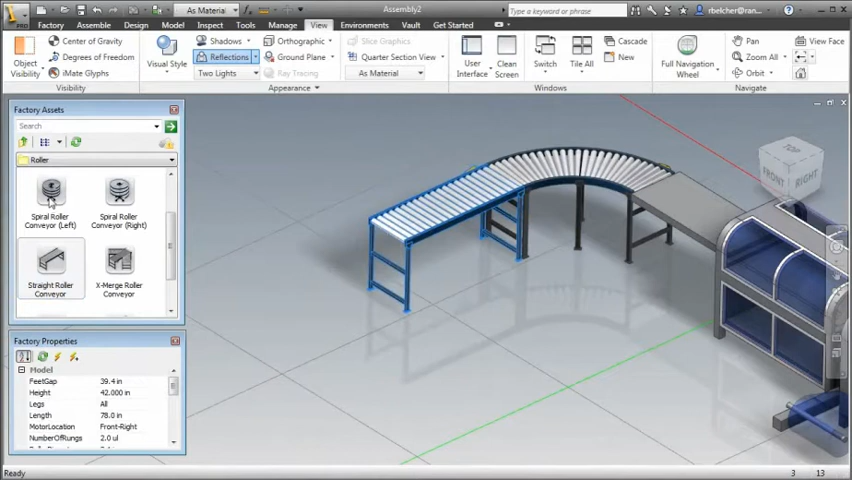 As Material
Assembly2
Type a keyword or phrase
rbelcher@ran...
PRO
Factory Assemble Design Model Inspect Tools Manage View Environments Vault Get Started
Object Visibility
Center of Gravity
Degrees of Freedom
iMate Glyphs
Visibility
Visual Style
Shadows
Reflections
Two Lights
Orthographic
Ground Plane
Ray Tracing
Slice Graphics
Quarter Section View
As Material
Appearance
User Interface
Clean Screen
Switch
Tile All
Cascade
New
Windows
Full Navigation Wheel
Pan
Zoom All
Orbit
View Face
Navigate
Factory Assets
Search
Roller
Spiral Roller Conveyor (Left)
Spiral Roller Conveyor (Right)
Straight Roller Conveyor
X-Merge Roller Conveyor
FRONT
RIGHT
Factory Properties
Model
FeetGap 39.4 in
Height 42.000 in
Legs All
Length 78.0 in
MotorLocation Front-Right
NumberOfRungs 2.0 ul
Ready
3 13